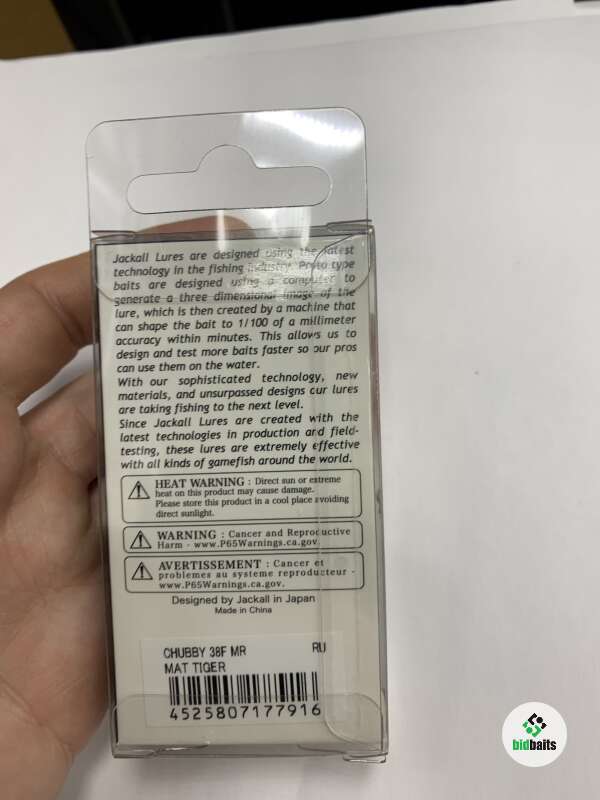 Jackall Lures are designed using the latest
technology in the fishing industry. Proto type
baits are designed using a computer to
generate a three dimensional image of the
lure, which is then created by a machine that
can shape the bait to 1/100 of a millimeter
accuracy within minutes. This allows us to
design and test more baits faster so our pros
can use them on the water.
With our sophisticated technology, new
materials, and unsurpassed designs our lures
are taking fishing to the next level.
Since Jackall Lures are created with the
latest technologies in production and field-
testing, these lures are extremely effective
with all kinds of gamefish around the world.
HEAT WARNING : Direct sun or extreme
heat on this product may cause damage.
Please store this product in a cool place avoiding
direct sunlight.
WARNING : Cancer and Reproductive
Harm - www.P65Warnings.ca.gov.
AVERTISSEMENT : Cancer et
problemes au systeme reproducteur -
www.P65Warnings.ca.gov.
Designed by Jackall in Japan
Made in China
CHUBBY 38F MR RU
MAT TIGER
4525807177916
bidbaits